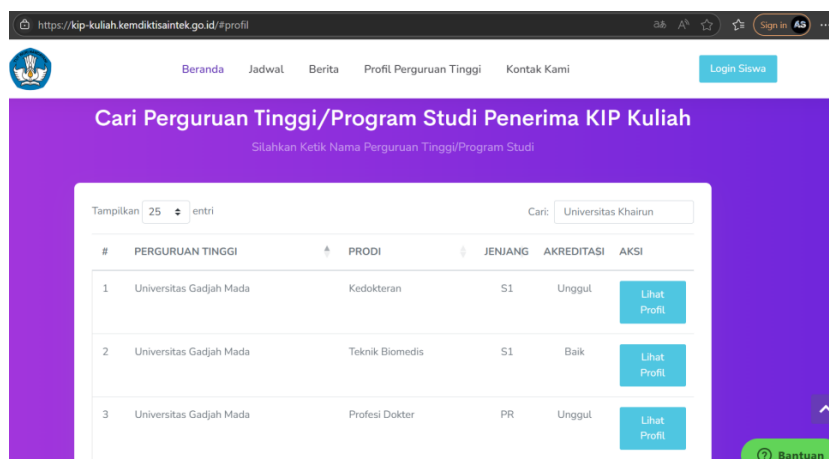 https://kip-kuliah.kemdiktisaintek.go.id/#profil
Sign in AS
Beranda Jadwal Berita Profil Perguruan Tinggi Kontak Kami Login Siswa
Cari Perguruan Tinggi/Program Studi Penerima KIP Kuliah
Silahkan Ketik Nama Perguruan Tinggi/Program Studi
Tampilkan 25 entri Cari: Universitas Khairun
# PERGURUAN TINGGI PRODI JENJANG AKREDITASI AKSI
1 Universitas Gadjah Mada Kedokteran S1 Unggul Lihat
Profil
2 Universitas Gadjah Mada Teknik Biomedis S1 Baik Lihat
Profil
3 Universitas Gadjah Mada Profesi Dokter PR Unggul Lihat
Profil
Bantuan